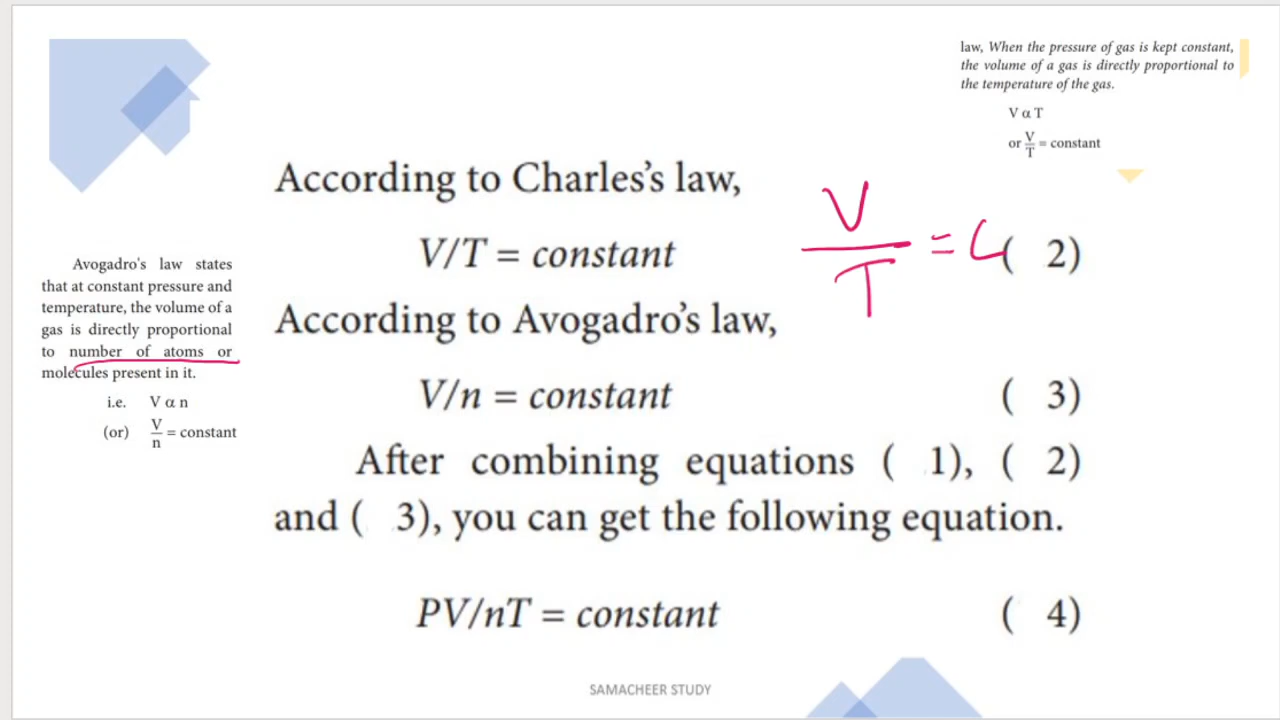 law, When the pressure of gas is kept constant,
the volume of a gas is directly proportional to
the temperature of the gas.
V α T
or V/T = constant
According to Charles's law,
V/T = constant ( 2)
V/T = C
Avogadro's law states
that at constant pressure and
temperature, the volume of a
gas is directly proportional
to number of atoms or
molecules present in it.
i.e. V α n
(or) V/n = constant
According to Avogadro's law,
V/n = constant ( 3)
After combining equations ( 1), ( 2)
and ( 3), you can get the following equation.
PV/nT = constant ( 4)
SAMACHEER STUDY